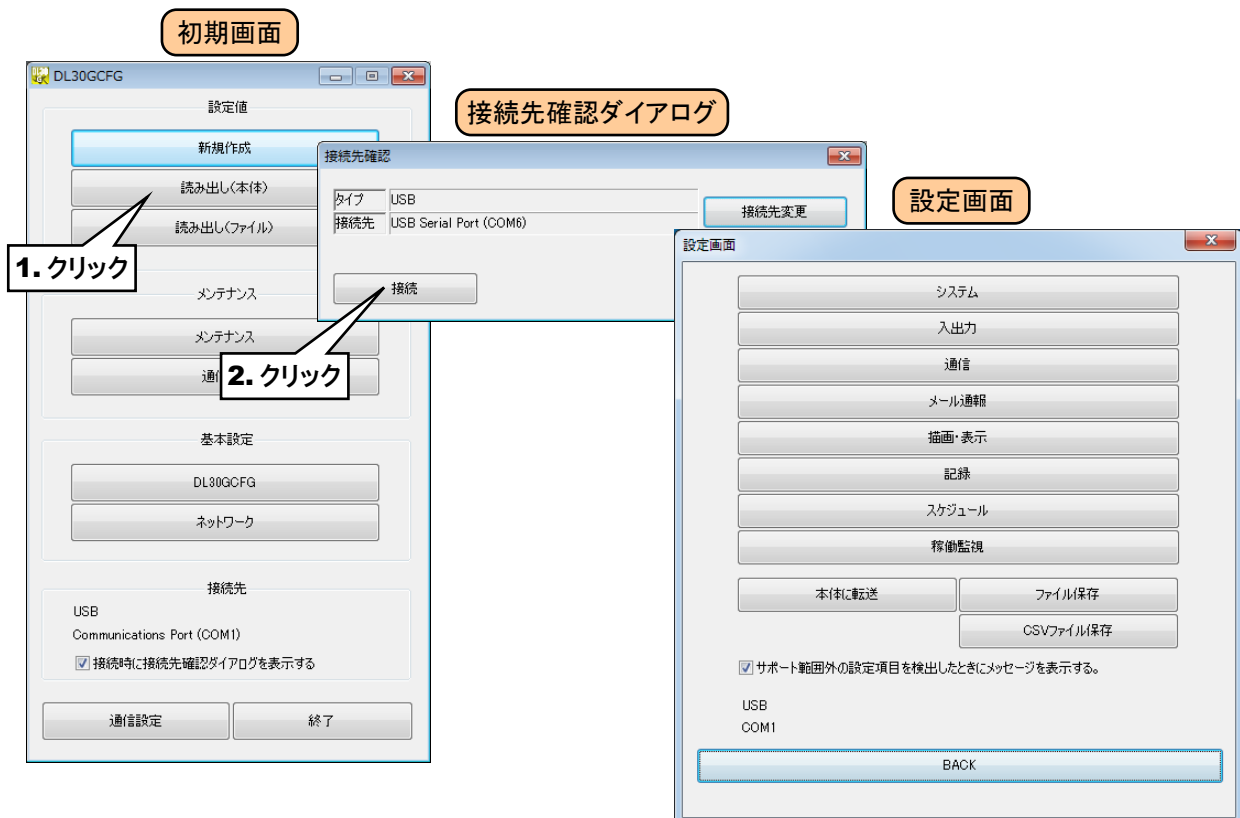 初期画面
DL30GCFG
設定値
新規作成
読み出し(本体)
読み出し(ファイル)
1. クリック
メンテナンス
メンテナンス
通信
2. クリック
基本設定
DL30GCFG
ネットワーク
接続先
USB
Communications Port (COM1)
接続時に接続先確認ダイアログを表示する
通信設定
終了
接続先確認ダイアログ
接続先確認
タイプ USB
接続先 USB Serial Port (COM6)
接続先変更
接続
設定画面
設定画面
システム
入出力
通信
メール通報
描画・表示
記録
スケジュール
稼働監視
本体に転送
ファイル保存
CSVファイル保存
サポート範囲外の設定項目を検出したときにメッセージを表示する。
USB
COM1
BACK